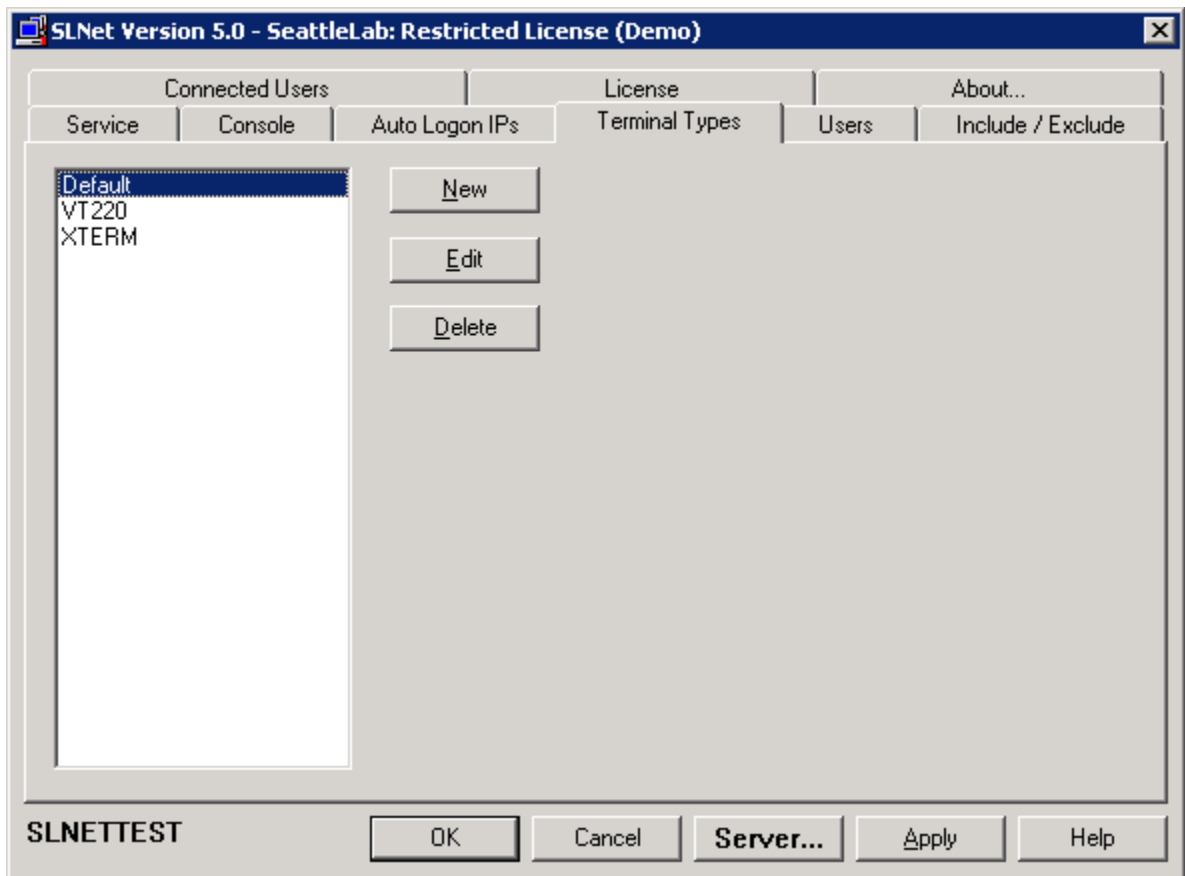 SLNet Version 5.0 - SeattleLab: Restricted License (Demo)
Connected Users License About...
Service Console Auto Logon IPs Terminal Types Users Include / Exclude
Default
VT220
XTERM
New
Edit
Delete
SLNETTEST OK Cancel Server... Apply Help